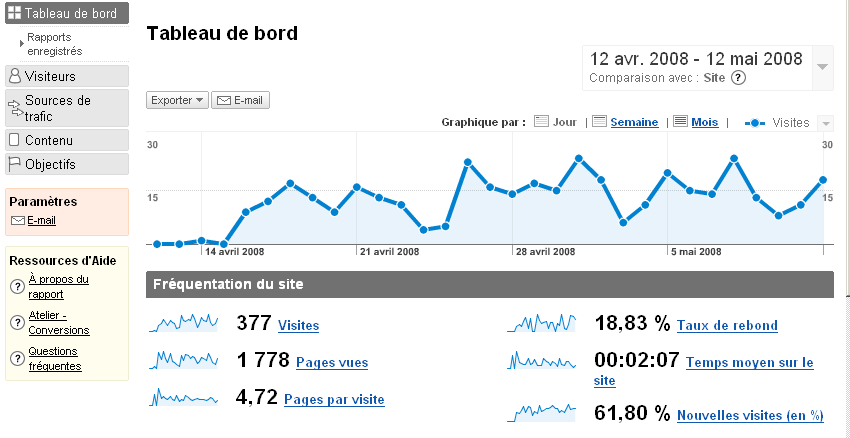 Tableau de bord
Rapports
enregistrés
Visiteurs
Sources de
trafic
Contenu
Objectifs
Paramètres
E-mail
Ressources d'Aide
À propos du
rapport
Atelier -
Conversions
Questions
fréquentes
Tableau de bord
12 avr. 2008 - 12 mai 2008
Comparaison avec : Site ?
Exporter E-mail
Graphique par : Jour | Semaine | Mois | Visites
30 30
15 15
14 avril 2008 21 avril 2008 28 avril 2008 5 mai 2008
Fréquentation du site
377 Visites
1 778 Pages vues
4,72 Pages par visite
18,83 % Taux de rebond
00:02:07 Temps moyen sur le
site
61,80 % Nouvelles visites (en %)